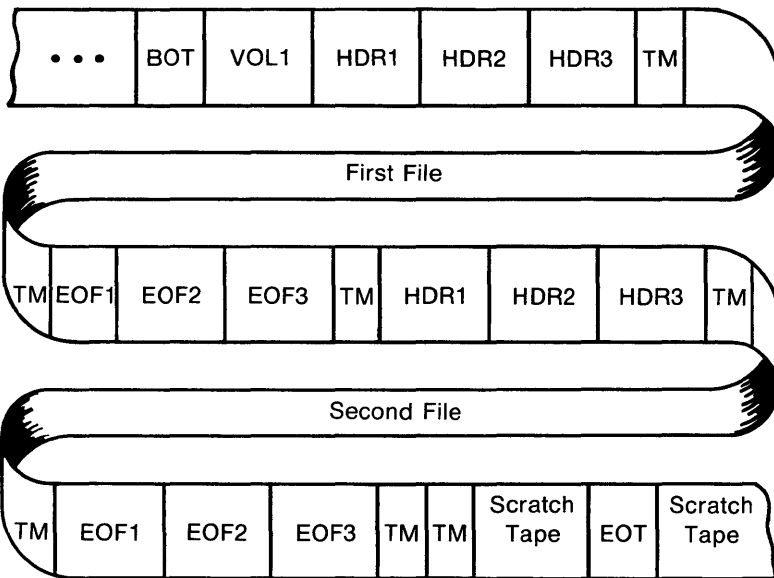 • • • BOT VOL1 HDR1 HDR2 HDR3 TM
First File
TM EOF1 EOF2 EOF3 TM HDR1 HDR2 HDR3 TM
Second File
TM EOF1 EOF2 EOF3 TM TM Scratch Tape EOT Scratch Tape